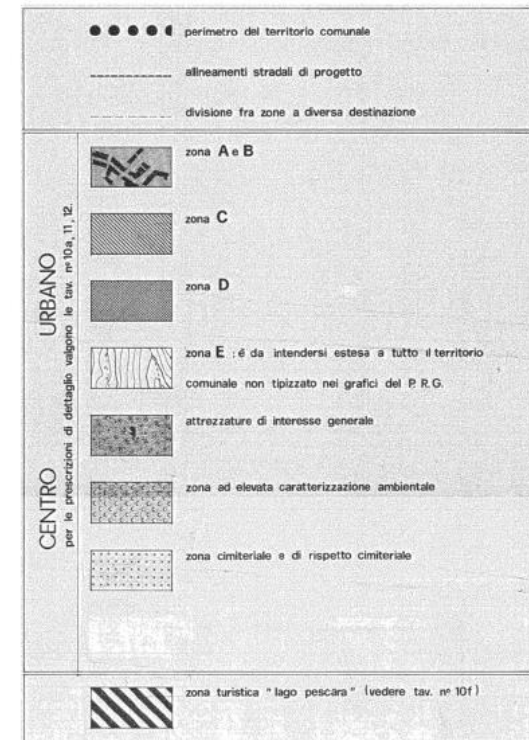 perimetro del territorio comunale
allineamenti stradali di progetto
divisione fra zone a diversa destinazione
CENTRO URBANO
per le prescrizioni di dettaglio valgono le tav. nº 10a, 11, 12.
zona A e B
zona C
zona D
zona E : é da intendersi estesa a tutto il territorio
comunale non tipizzato nei grafici del P. R. G.
attrezzature di interesse generale
zona ad elevata caratterizzazione ambientale
zona cimiteriale e di rispetto cimiteriale
zona turistica "lago pescara" (vedere tav. nº 10f)